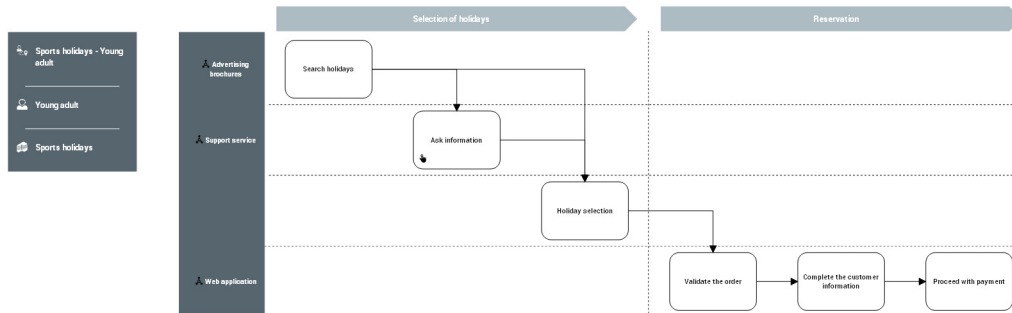 Selection of holidays
Reservation
Sports holidays - Young
adult
Young adult
Sports holidays
Advertising
brochures
Support service
Web application
Search holidays
Ask information
Holiday selection
Validate the order
Complete the customer
information
Proceed with payment